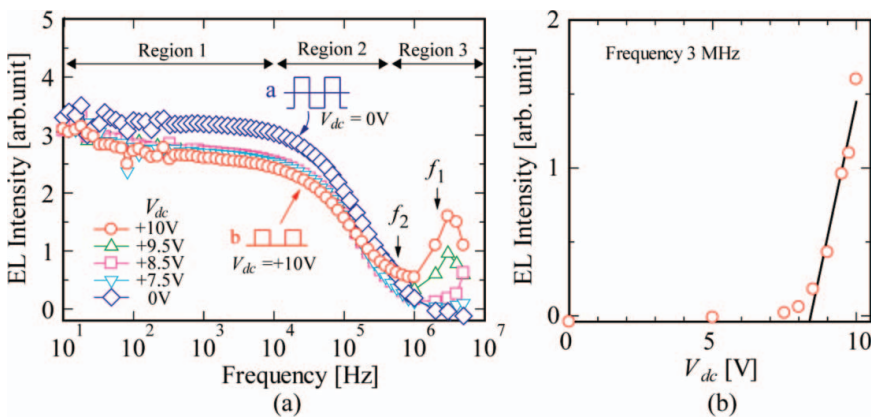 (a)
EL Intensity [arb.unit]
5
4
3
2
1
0
Region 1
Region 2
Region 3
a
V_dc = 0V
f_1
f_2
V_dc
+10V
+9.5V
+8.5V
+7.5V
0V
b
V_dc =+10V
10^1
10^2
10^3
10^4
10^5
10^6
10^7
Frequency [Hz]
(a)
(b)
EL Intensity [arb. unit]
2
1
0
Frequency 3 MHz
0
5
10
V_dc [V]
(b)